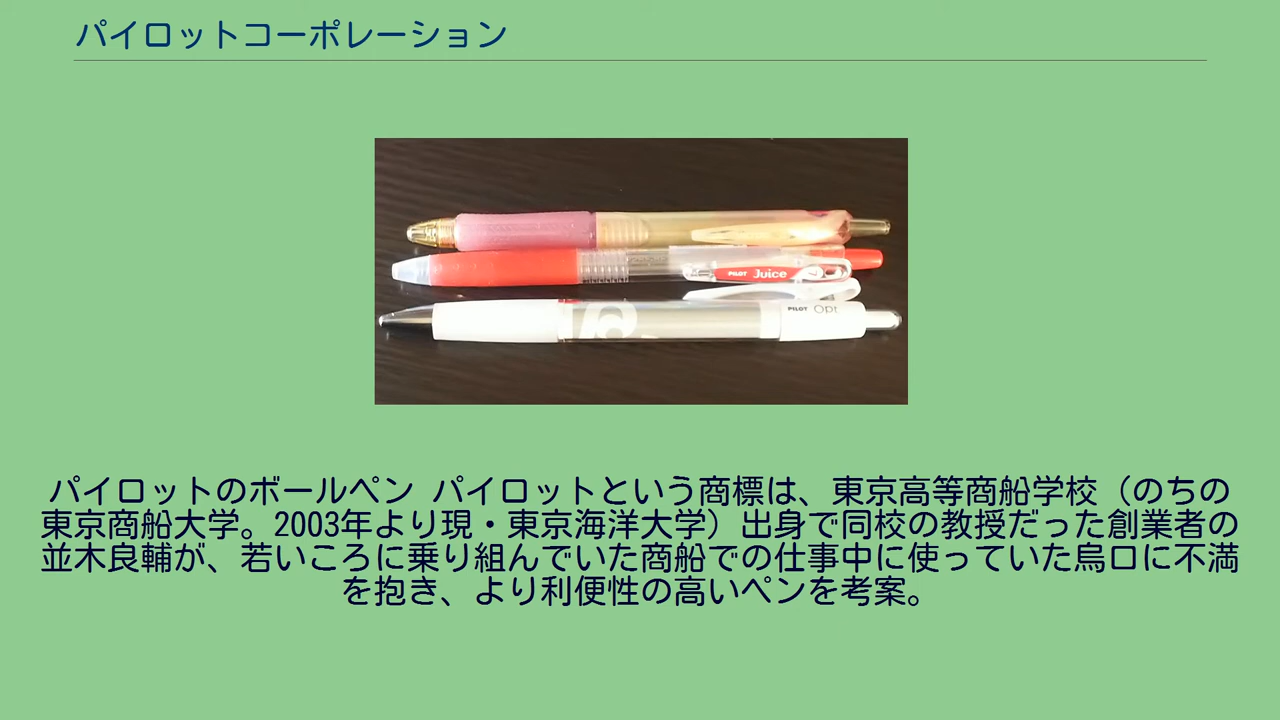 パイロットコーポレーション
PILOT Juice 7
PILOT Opt
パイロットのボールペン パイロットという商標は、東京高等商船学校（のちの
東京商船大学。2003年より現・東京海洋大学）出身で同校の教授だった創業者の
並木良輔が、若いころに乗り組んでいた商船での仕事中に使っていた烏口に不満
を抱き、より利便性の高いペンを考案。